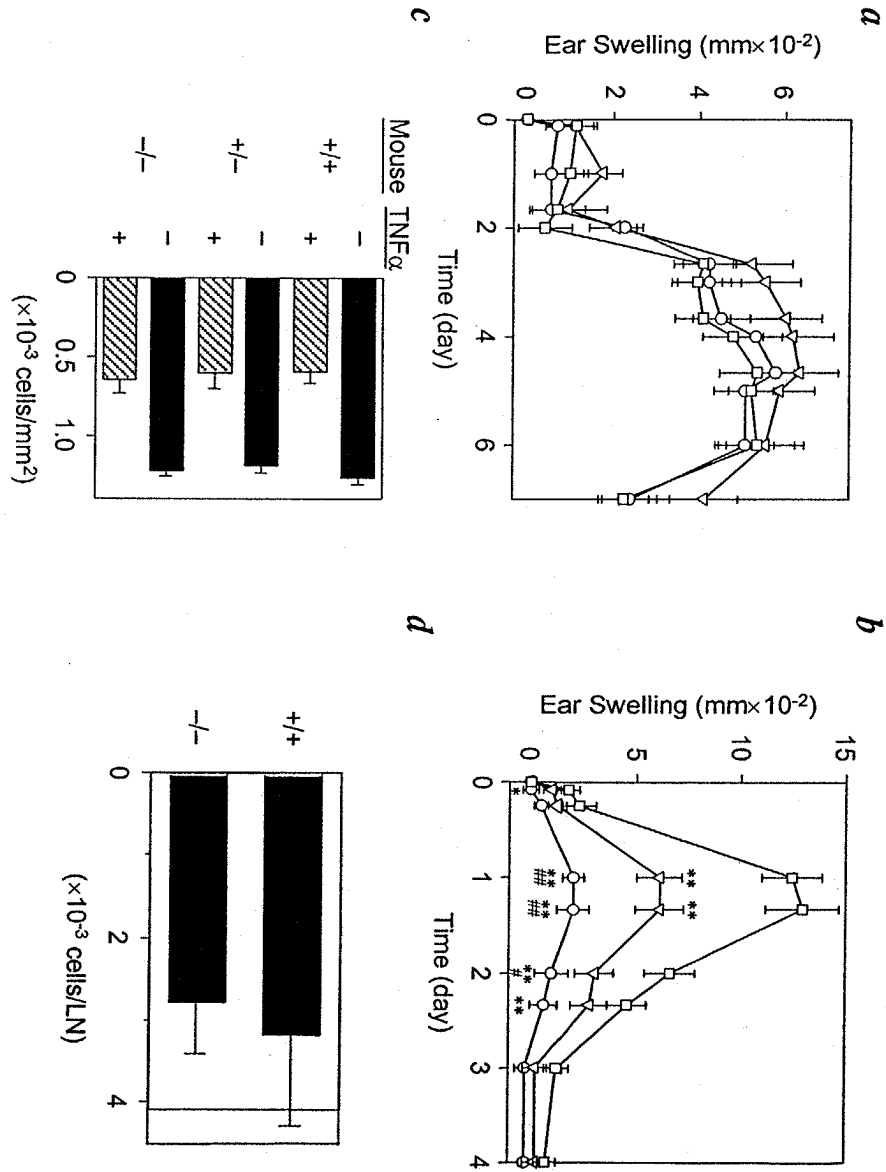 a
Ear Swelling (mm×10-2)
0 2 4 6
0 2 4 6
Time (day)
b
Ear Swelling (mm×10-2)
0 5 10 15
* ** ** ** ** ** **
## ## #
0 1 2 3 4
Time (day)
c
Mouse TNFα
+/+ −
+
+/− −
+
−/− −
+
0 0.5 1.0
(×10-3 cells/mm2)
d
+/+
−/−
0 2 4
(×10-3 cells/LN)